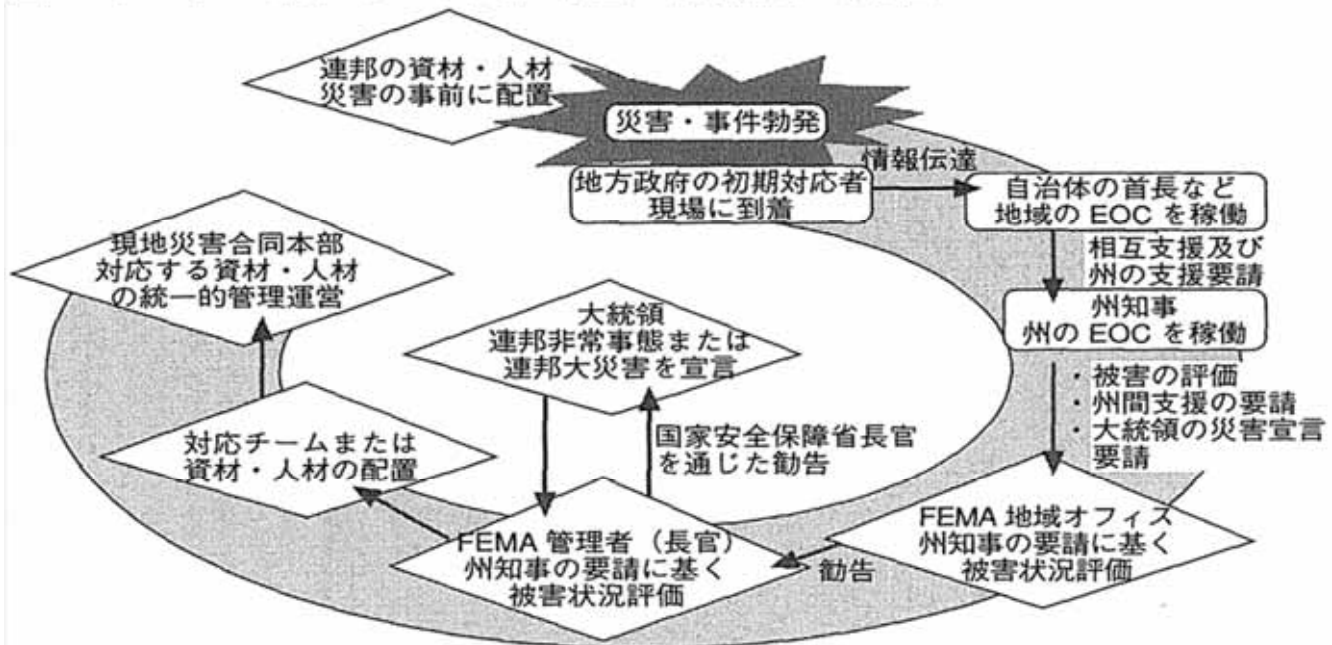 連邦の資材・人材
災害の事前に配置
災害・事件勃発
情報伝達
地方政府の初期対応者
現場に到着
自治体の首長など
地域の EOC を稼働
相互支援及び
州の支援要請
州知事
州の EOC を稼働
・被害の評価
・州間支援の要請
・大統領の災害宣言
要請
FEMA 地域オフィス
州知事の要請に基く
被害状況評価
勧告
FEMA 管理者（長官）
州知事の要請に基く
被害状況評価
国家安全保障省長官
を通じた勧告
大統領
連邦非常事態または
連邦大災害を宣言
対応チームまたは
資材・人材の配置
現地災害合同本部
対応する資材・人材
の統一的管理運営